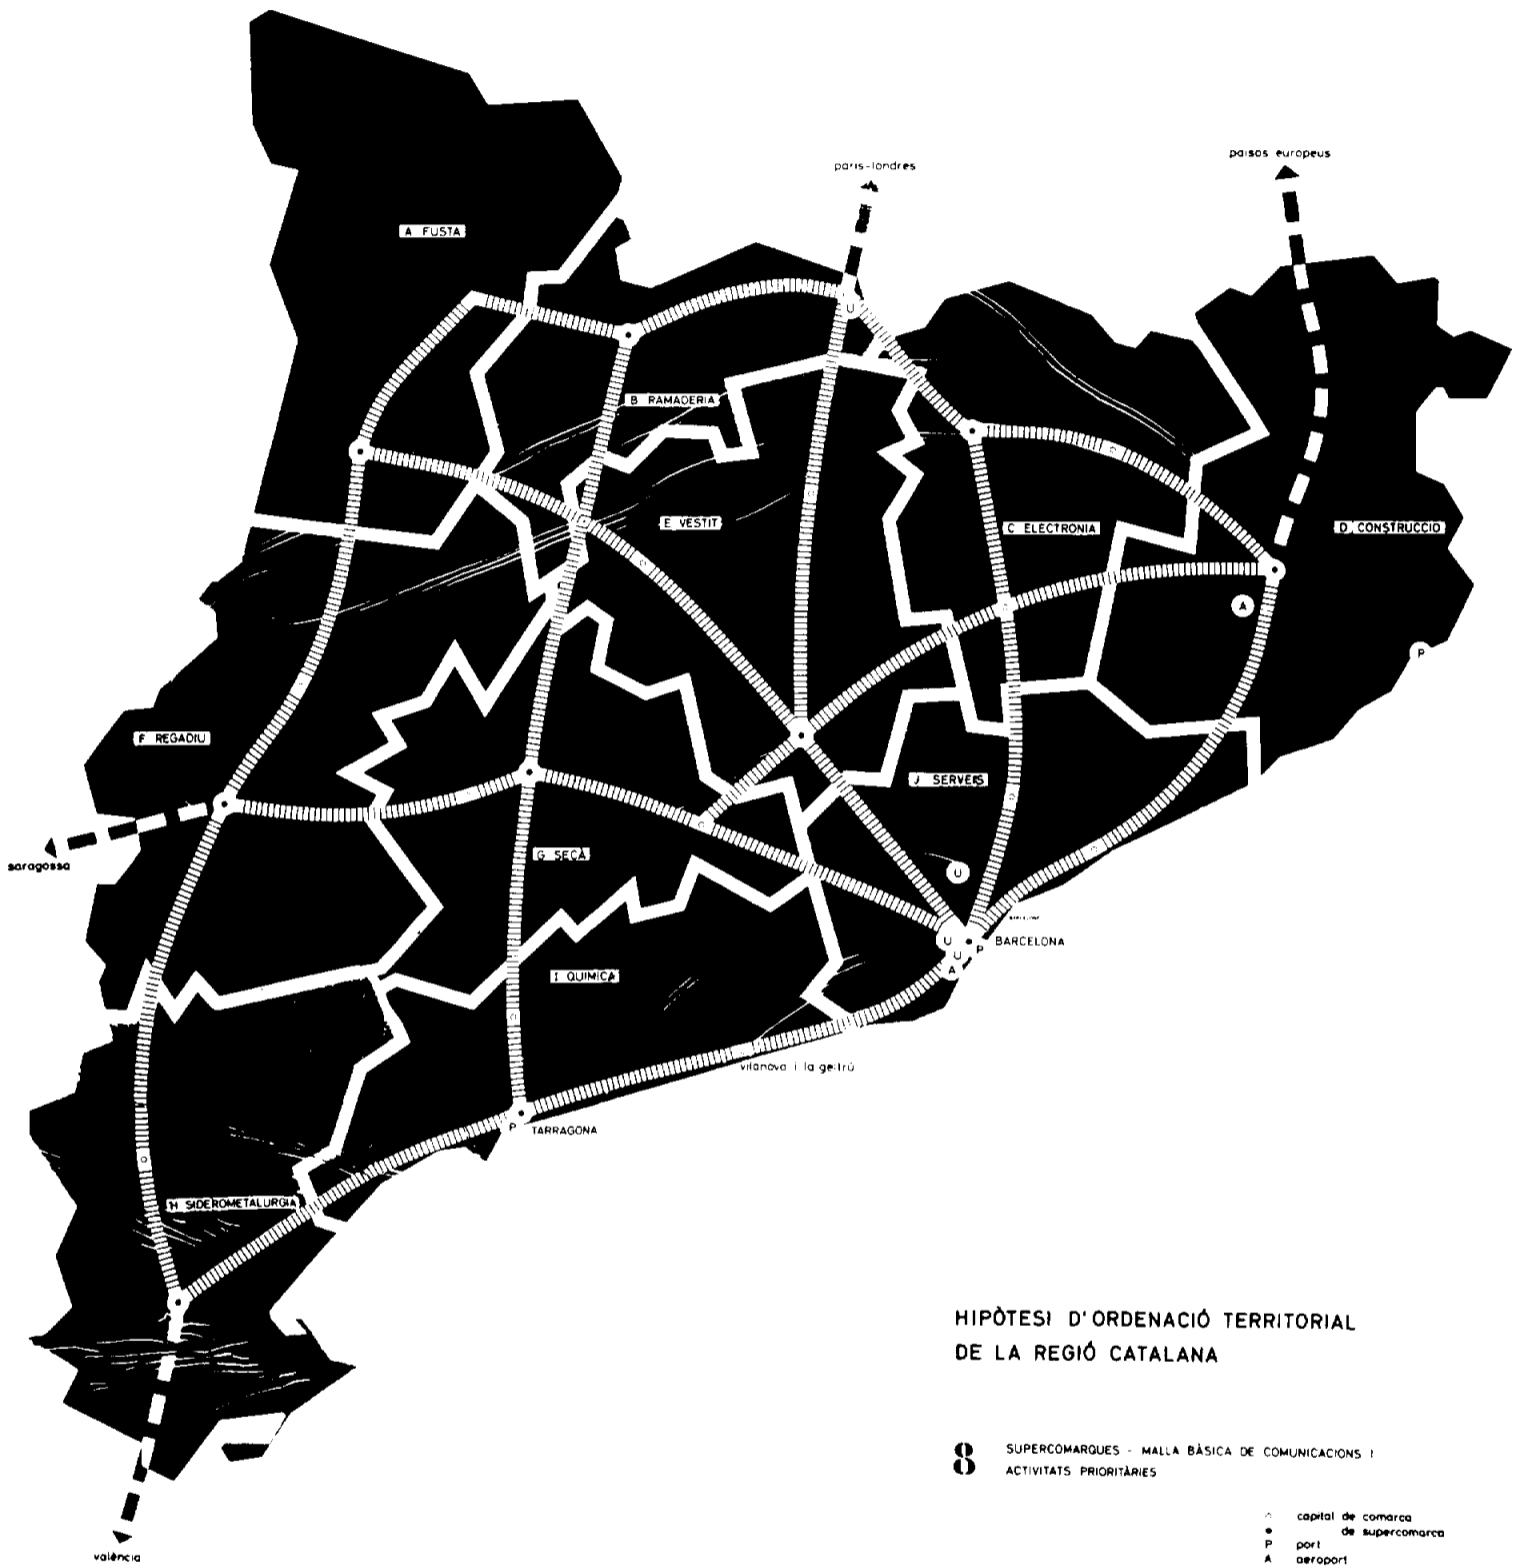 paisos europeus
paris-londres
A FUSTA
B RAMADERIA
E VESTIT
C ELECTRONIA
D CONSTRUCCIO
U
A
P
F REGADIU
J SERVEIS
saragossa
G SECÀ
U
U
P
BARCELONA
U
A
I QUIMICA
vilanova i la geltrú
P TARRAGONA
H SIDEROMETALURGIA
HIPÒTESI D'ORDENACIÓ TERRITORIAL
DE LA REGIÓ CATALANA
8 SUPERCOMARQUES - MALLA BÀSICA DE COMUNICACIONS I
ACTIVITATS PRIORITÀRIES
capital de comarca
de supercomarca
P port
A aeroport
valència